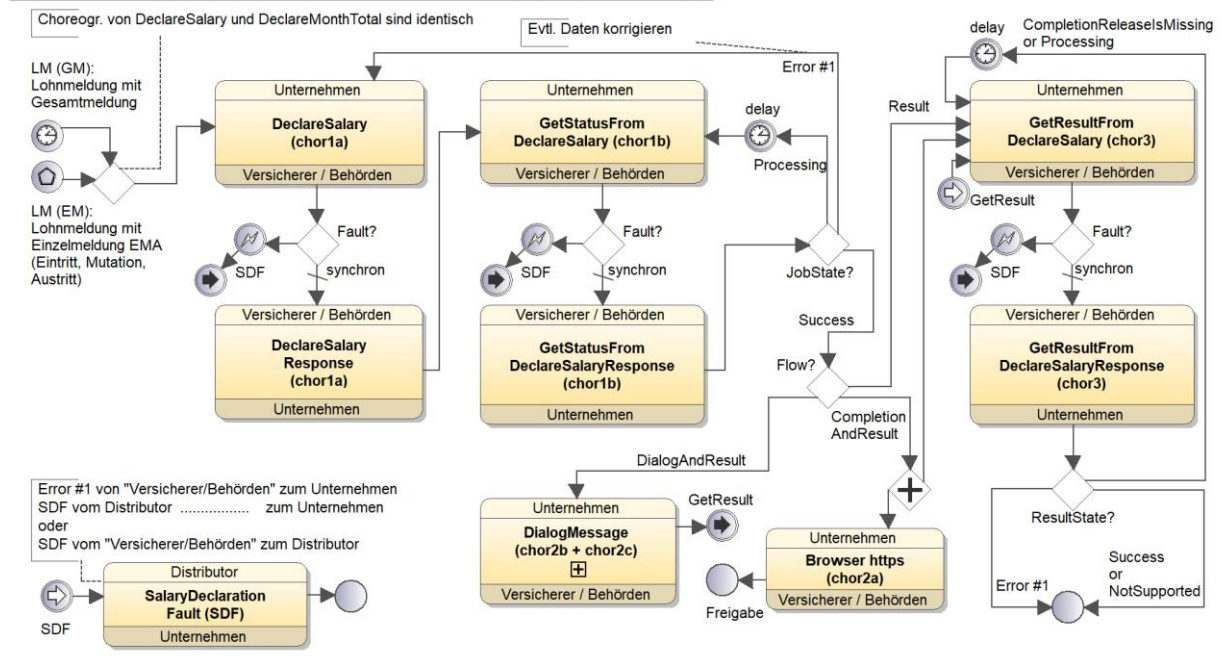 Choreogr. von DeclareSalary und DeclareMonthTotal sind identisch
LM (GM):
Lohnmeldung mit
Gesamtmeldung
LM (EM):
Lohnmeldung mit
Einzelmeldung EMA
(Eintritt, Mutation,
Austritt)
Unternehmen
DeclareSalary
(chor1a)
Versicherer / Behörden
Fault?
SDF
synchron
Versicherer / Behörden
DeclareSalary
Response
(chor1a)
Unternehmen
Evtl. Daten korrigieren
Error #1
Unternehmen
GetStatusFrom
DeclareSalary (chor1b)
Versicherer / Behörden
delay
Processing
Fault?
SDF
synchron
Versicherer / Behörden
GetStatusFrom
DeclareSalaryResponse
(chor1b)
Unternehmen
JobState?
Success
Flow?
Result
Completion
AndResult
DialogAndResult
Unternehmen
DialogMessage
(chor2b + chor2c)
Versicherer / Behörden
GetResult
Unternehmen
Browser https
(chor2a)
Versicherer / Behörden
Freigabe
delay
CompletionReleaseIsMissing
or Processing
Unternehmen
GetResultFrom
DeclareSalary (chor3)
Versicherer / Behörden
GetResult
Fault?
SDF
synchron
Versicherer / Behörden
GetResultFrom
DeclareSalaryResponse
(chor3)
Unternehmen
ResultState?
Error #1
Success
or
NotSupported
Error #1 von "Versicherer/Behörden" zum Unternehmen
SDF vom Distributor ................ zum Unternehmen
oder
SDF vom "Versicherer/Behörden" zum Distributor
SDF
Distributor
SalaryDeclaration
Fault (SDF)
Unternehmen